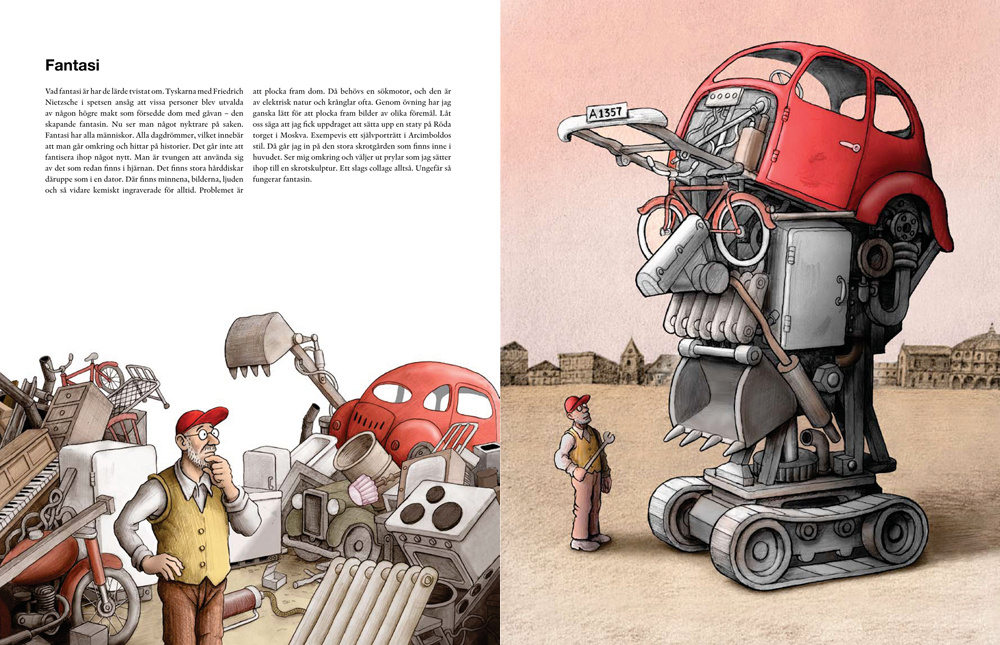 Fantasi
Vad fantasi är har de lärde tvistat om. Tyskarna med Friedrich
Nietzsche i spetsen ansåg att vissa personer blev utvalda
av någon högre makt som försedde dom med gåvan – den
skapande fantasin. Nu ser man något nyktrare på saken.
Fantasi har alla människor. Alla dagdrömmer, vilket innebär
att man går omkring och hittar på historier. Det går inte att
fantisera ihop något nytt. Man är tvungen att använda sig
av det som redan finns i hjärnan. Det finns stora hårddiskar
däruppe som i en dator. Där finns minnena, bilderna, ljuden
och så vidare kemiskt ingraverade för alltid. Problemet är
att plocka fram dom. Då behövs en sökmotor, och den är
av elektrisk natur och krånglar ofta. Genom övning har jag
ganska lätt för att plocka fram bilder av olika föremål. Låt
oss säga att jag fick uppdraget att sätta upp en staty på Röda
torget i Moskva. Exempevis ett självporträtt i Arcimboldos
stil. Då går jag in på den stora skrotgården som finns inne i
huvudet. Ser mig omkring och väljer ut prylar som jag sätter
ihop till en skrotskulptur. Ett slags collage alltså. Ungefär så
fungerar fantasin.
A1357